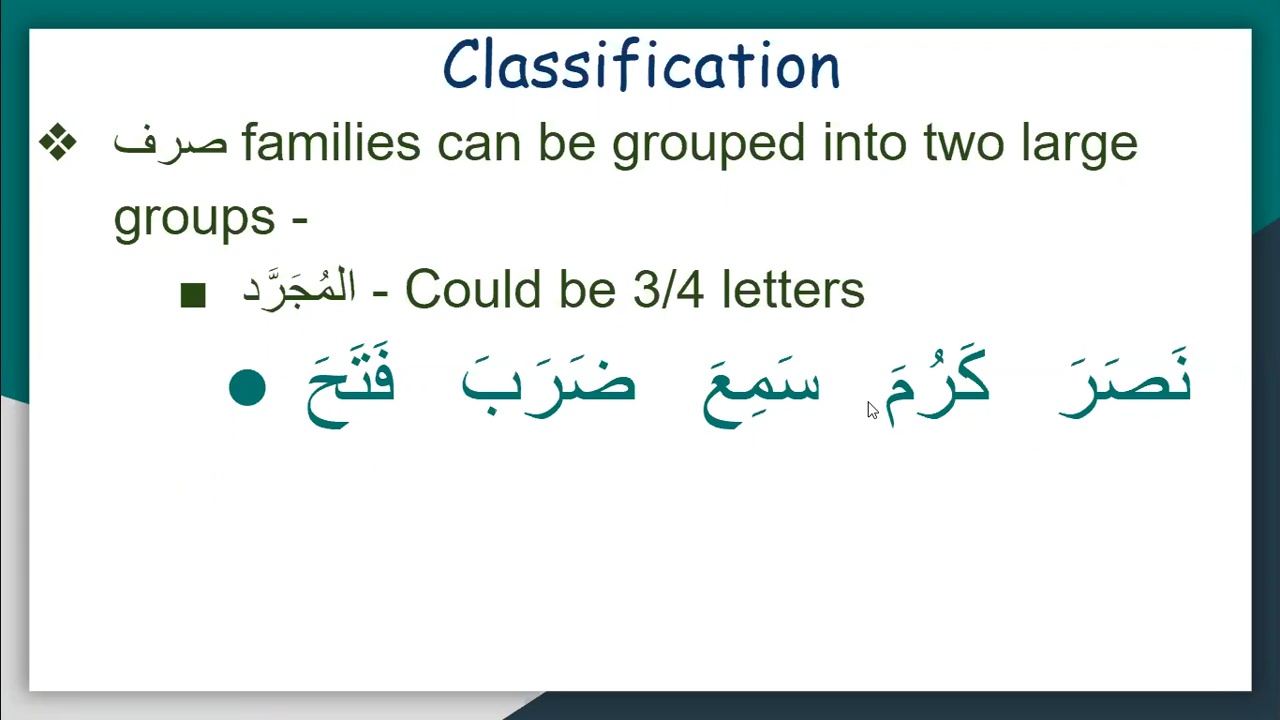 Classification
❖ صرف families can be grouped into two large
groups -
■ المُجَرَّد - Could be 3/4 letters
● نَصَرَ كَرُمَ سَمِعَ ضَرَبَ فَتَحَ